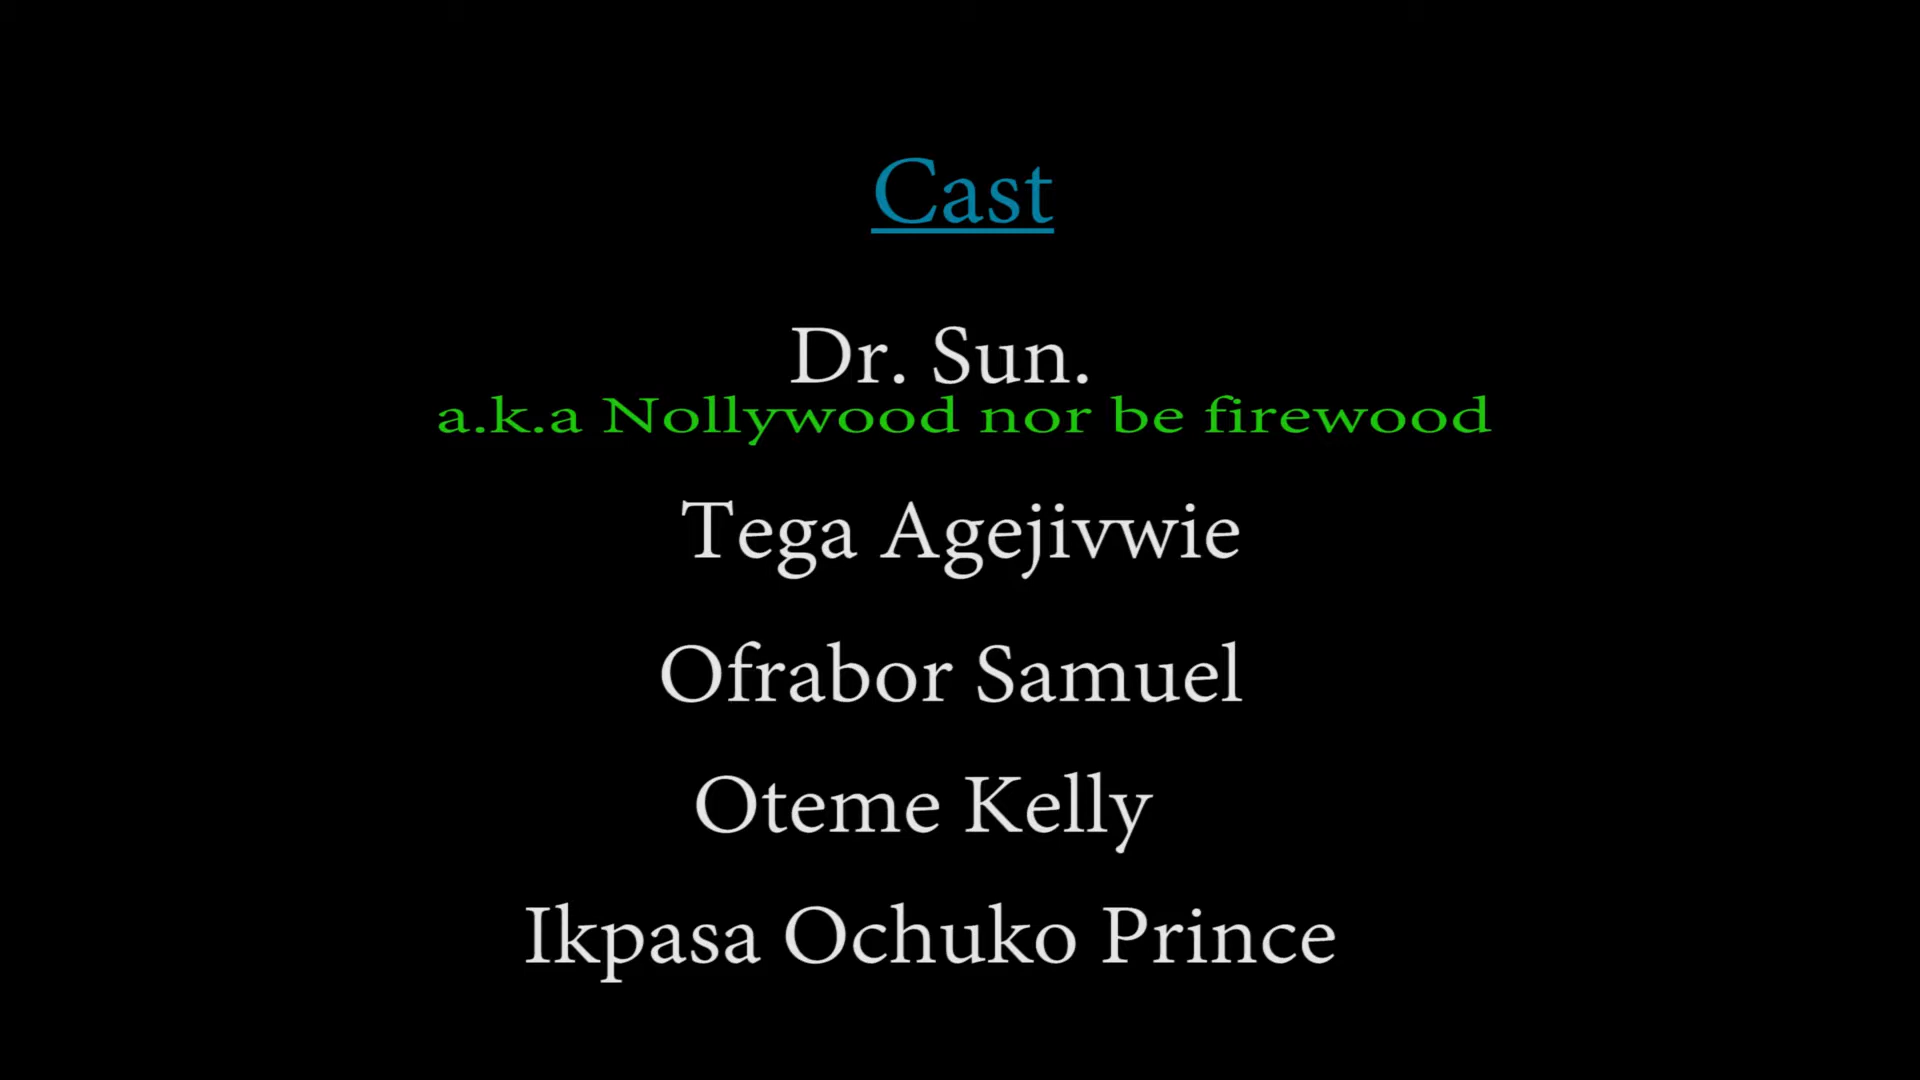 Cast
Dr. Sun.
a.k.a Nollywood nor be firewood
Tega Agejivwie
Ofrabor Samuel
Oteme Kelly
Ikpasa Ochuko Prince